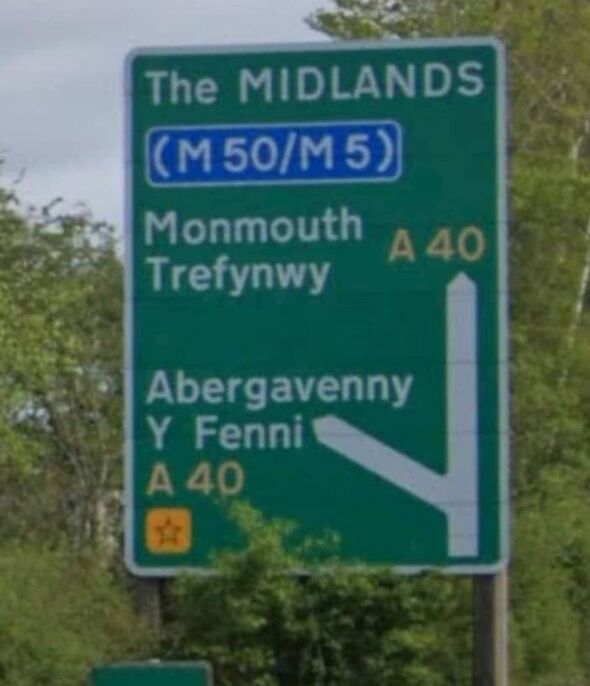 The MIDLANDS
(M 50/M 5)
Monmouth
Trefynwy
A 40
Abergavenny
Y Fenni
A 40